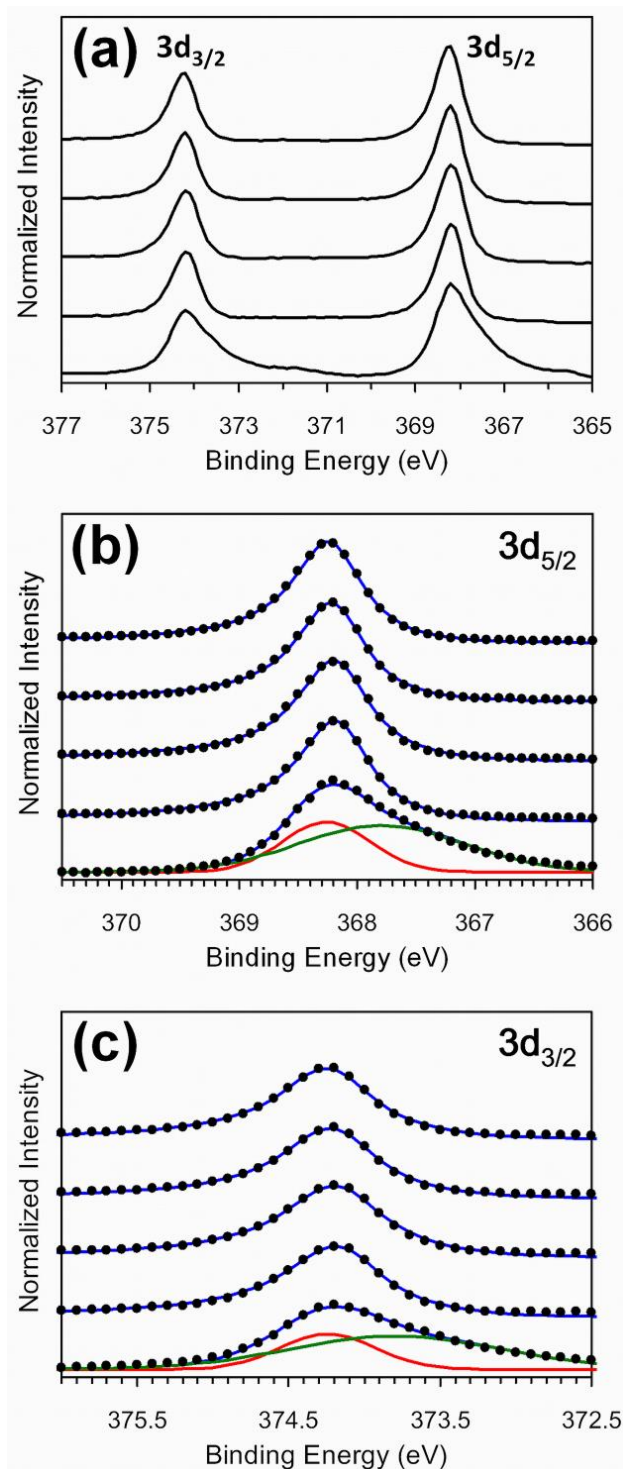 (a)
3d3/2
3d5/2
Normalized Intensity
377 375 373 371 369 367 365
Binding Energy (eV)
(b)
3d5/2
Normalized Intensity
370 369 368 367 366
Binding Energy (eV)
(c)
3d3/2
Normalized Intensity
375.5 374.5 373.5 372.5
Binding Energy (eV)